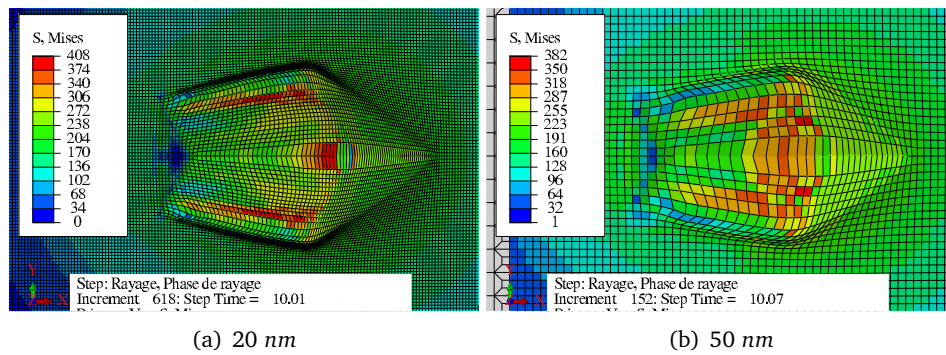 S, Mises
408
374
340
306
272
238
204
170
136
102
68
34
0
Y
X
Step: Rayage, Phase de rayage
Increment 618: Step Time = 10.01
(a) 20 nm
S, Mises
382
350
318
287
255
223
191
160
128
96
64
32
1
Y
X
Step: Rayage, Phase de rayage
Increment 152: Step Time = 10.07
(b) 50 nm